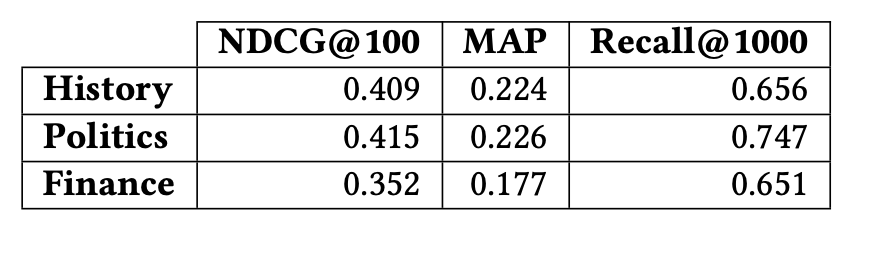 NDCG@100 MAP Recall@1000
History 0.409 0.224 0.656
Politics 0.415 0.226 0.747
Finance 0.352 0.177 0.651